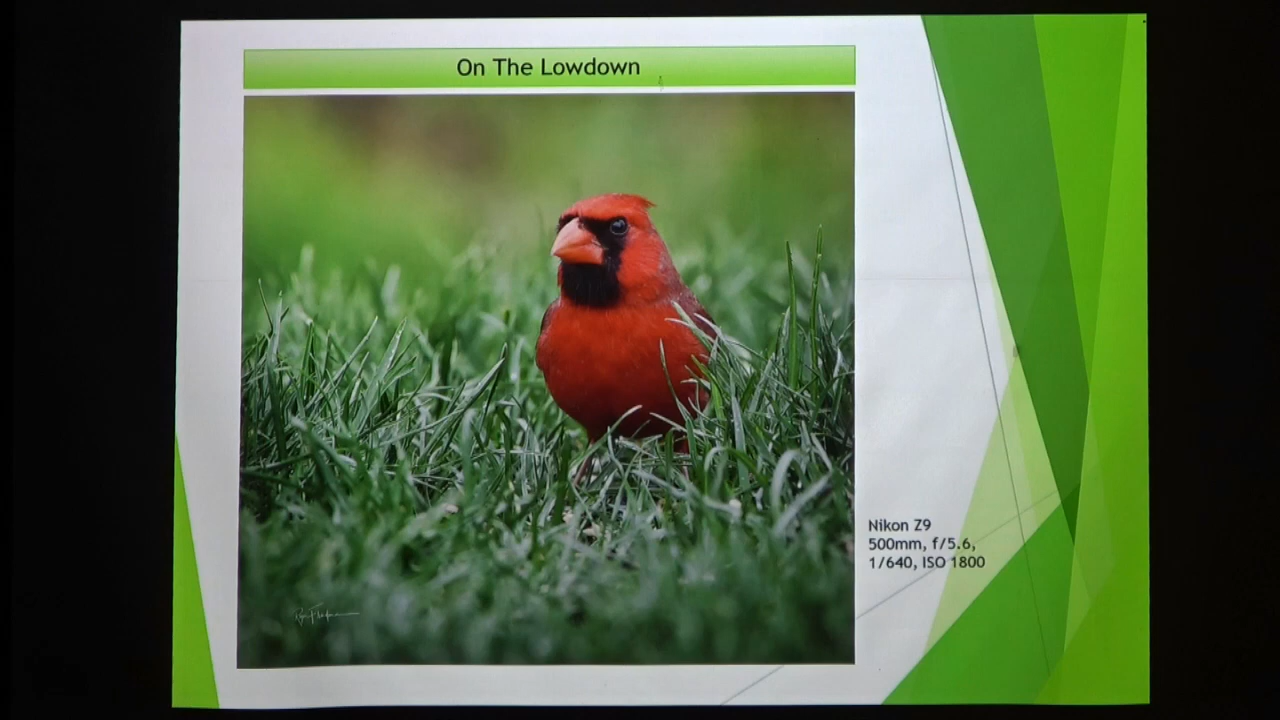 On The Lowdown
Nikon Z9
500mm, f/5.6,
1/640, ISO 1800